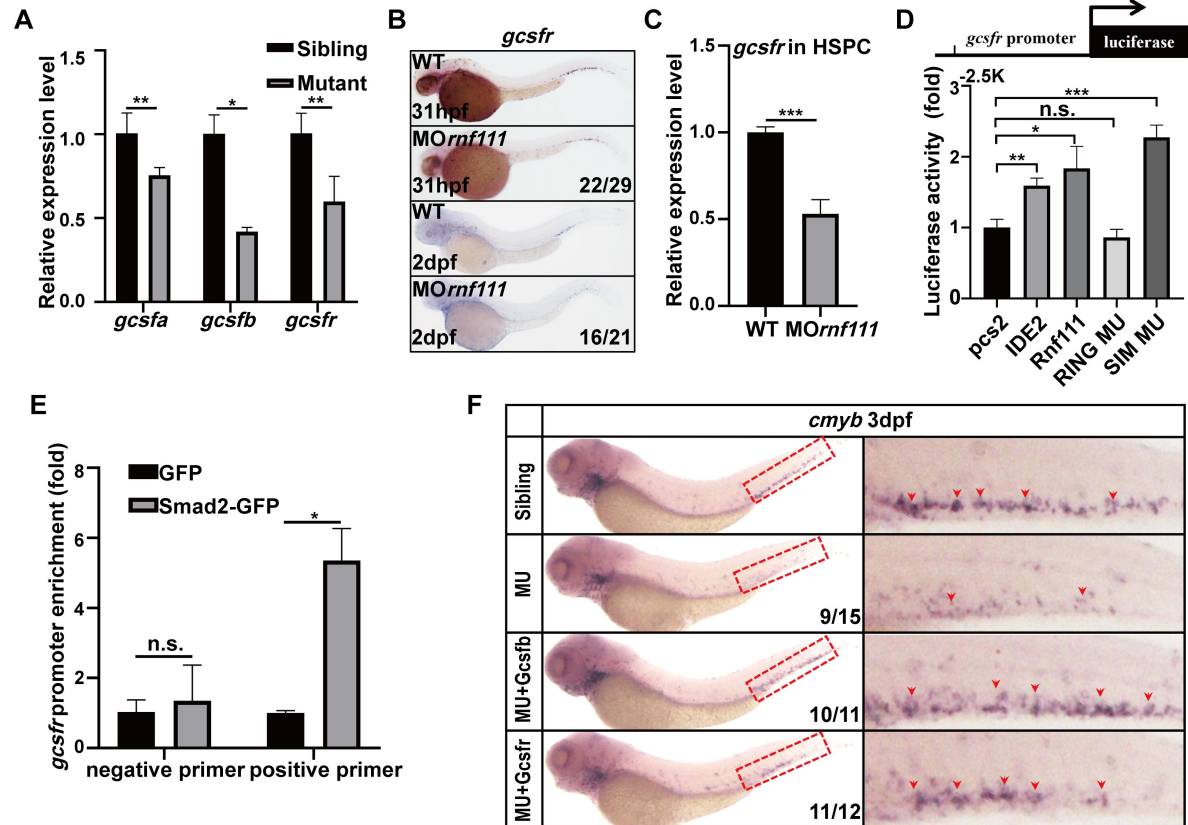 A
Relative expression level
1.5
1.0
0.5
0.0
Sibling
Mutant
**
*
**
gcsfa
gcsfb
gcsfr
B
gcsfr
WT
31hpf
MOrnf111
31hpf
22/29
WT
2dpf
MOrnf111
2dpf
16/21
C
gcsfr in HSPC
Relative expression level
1.5
1.0
0.5
0.0
***
WT
MOrnf111
D
gcsfr promoter
luciferase
-2.5K
Luciferase activity (fold)
3
2
1
0
***
n.s.
*
**
pcs2
IDE2
Rnf111
RING MU
SIM MU
E
gcsfr promoter enrichment (fold)
8
6
4
2
0
GFP
Smad2-GFP
n.s.
*
negative primer
positive primer
F
cmyb 3dpf
Sibling
MU
9/15
MU+Gcsfb
10/11
MU+Gcsfr
11/12